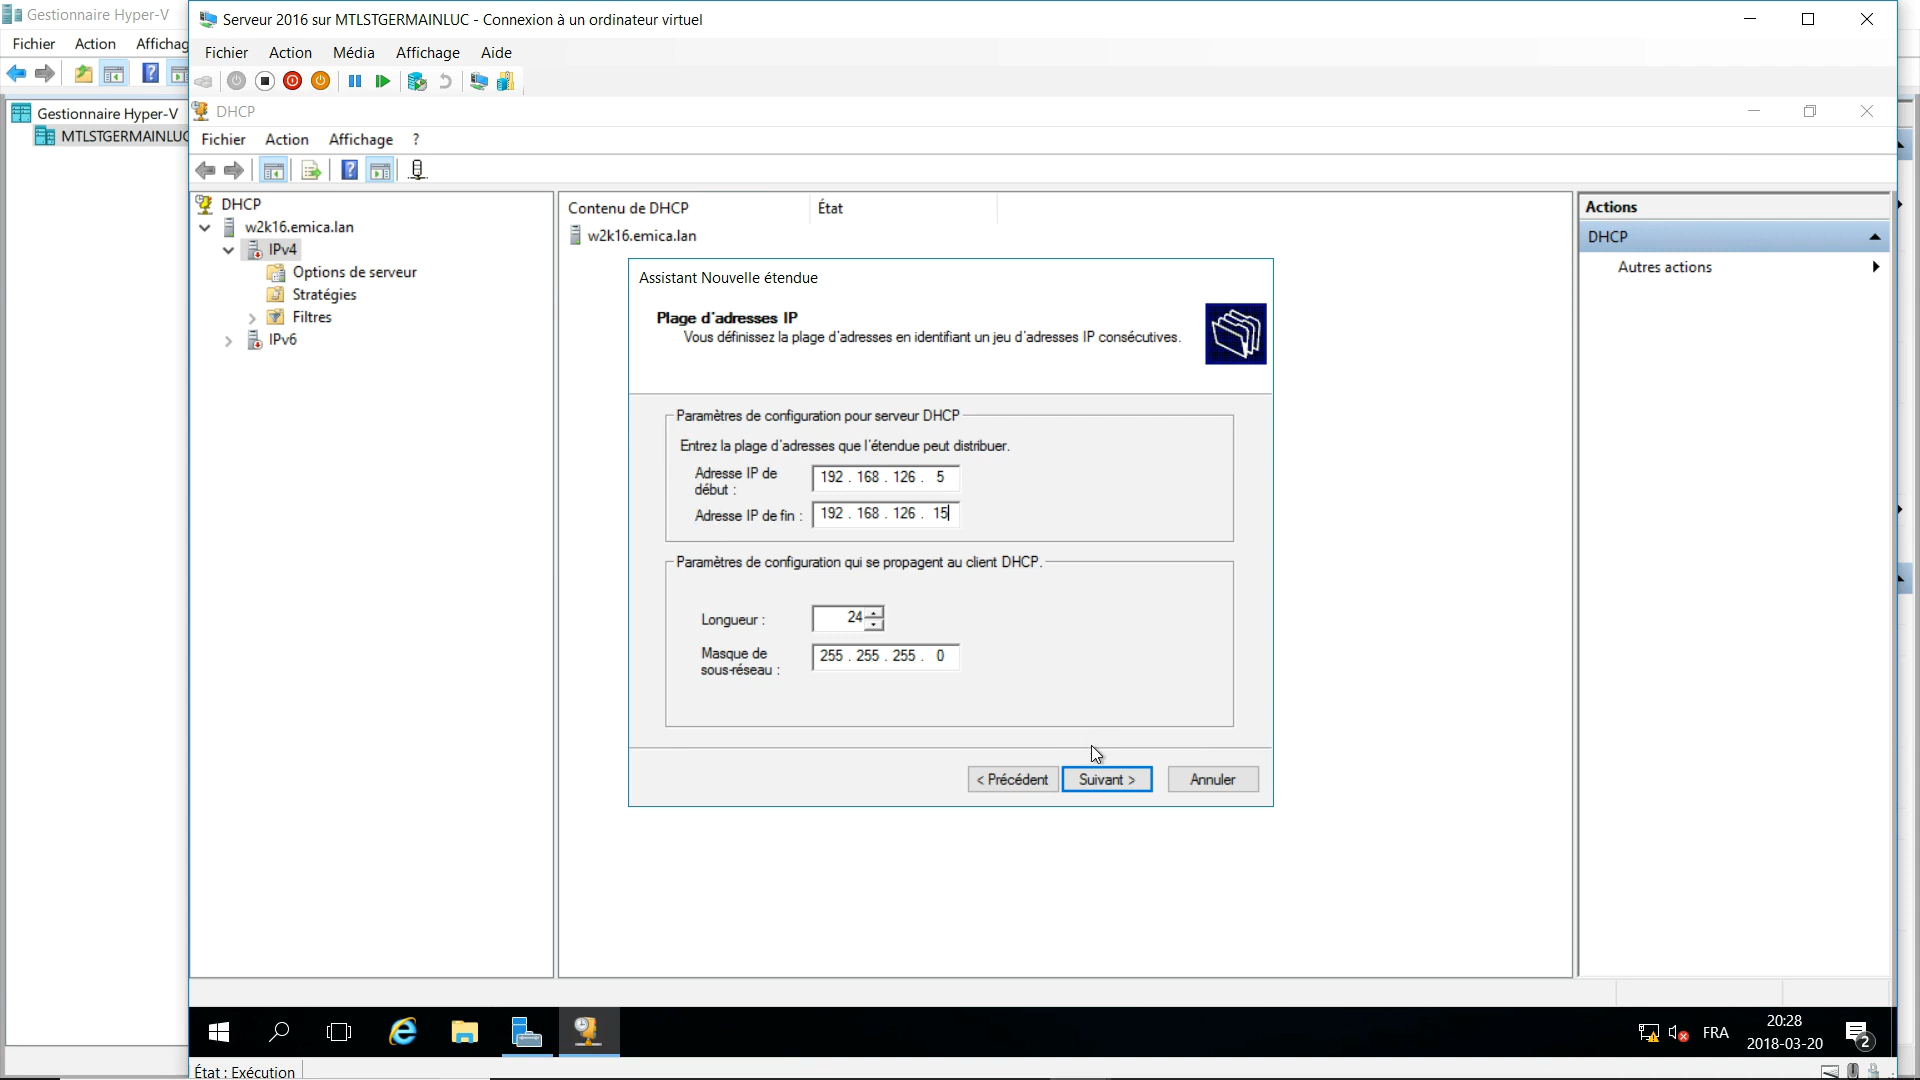 Gestionnaire Hyper-V
Fichier Action Affichag
Gestionnaire Hyper-V
MTLSTGERMAINLUC
Serveur 2016 sur MTLSTGERMAINLUC - Connexion à un ordinateur virtuel
Fichier Action Média Affichage Aide
DHCP
Fichier Action Affichage ?
DHCP
w2k16.emica.lan
IPv4
Options de serveur
Stratégies
Filtres
IPv6
Contenu de DHCP État
w2k16.emica.lan
Assistant Nouvelle étendue
Plage d'adresses IP
Vous définissez la plage d'adresses en identifiant un jeu d'adresses IP consécutives.
Paramètres de configuration pour serveur DHCP
Entrez la plage d'adresses que l'étendue peut distribuer.
Adresse IP de
début :
192 . 168 . 126 . 5
Adresse IP de fin : 192 . 168 . 126 . 15
Paramètres de configuration qui se propagent au client DHCP.
Longueur : 24
Masque de
sous-réseau :
255 . 255 . 255 . 0
< Précédent Suivant > Annuler
Actions
DHCP
Autres actions
FRA
20:28
2018-03-20
2
État : Exécution